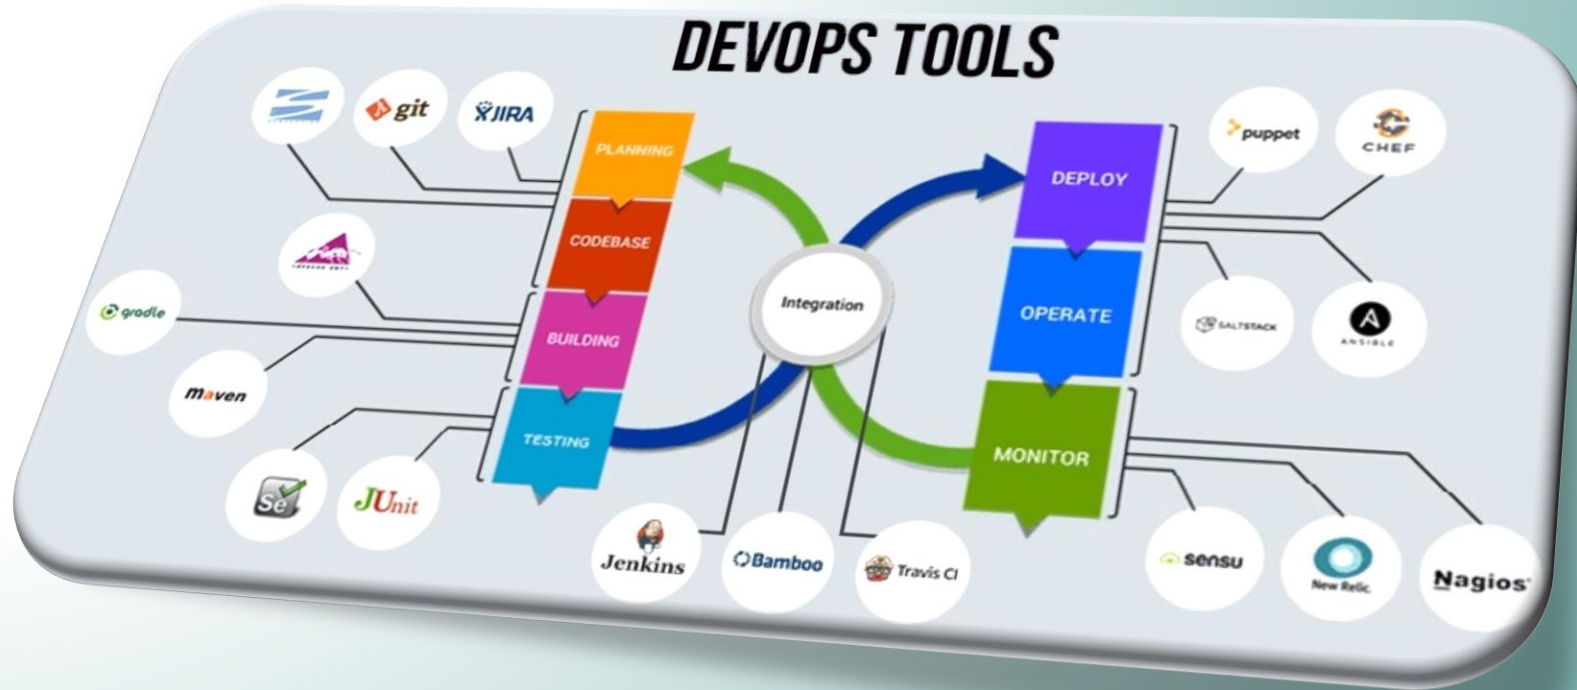 DEVOPS TOOLS
git
JIRA
PLANNING
CODEBASE
BUILDING
TESTING
gradle
maven
Se
JUnit
Integration
Jenkins
Bamboo
Travis CI
DEPLOY
OPERATE
MONITOR
puppet
CHEF
SALTSTACK
A
ANSIBLE
sensu
New Relic.
Nagios